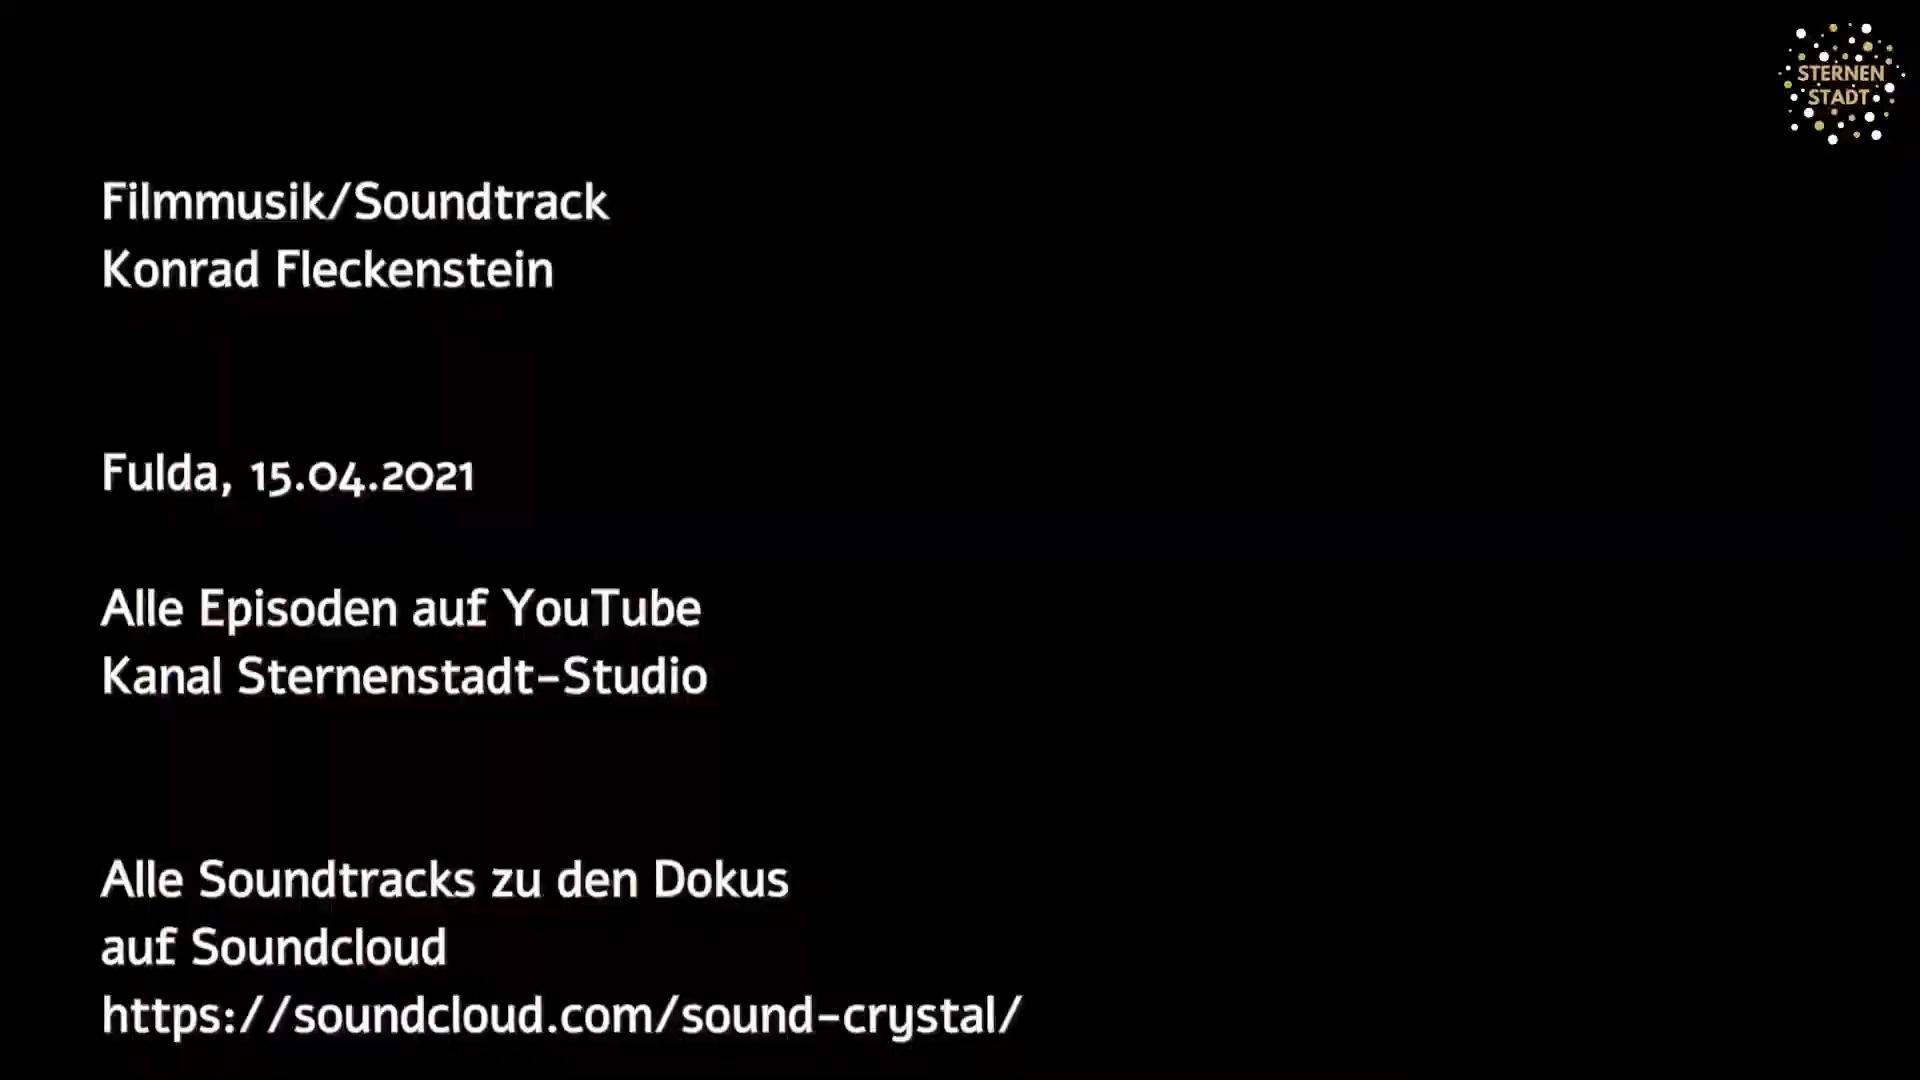 STERNEN
STADT
Filmmusik/Soundtrack
Konrad Fleckenstein
Fulda, 15.04.2021
Alle Episoden auf YouTube
Kanal Sternenstadt-Studio
Alle Soundtracks zu den Dokus
auf Soundcloud
https://soundcloud.com/sound-crystal/